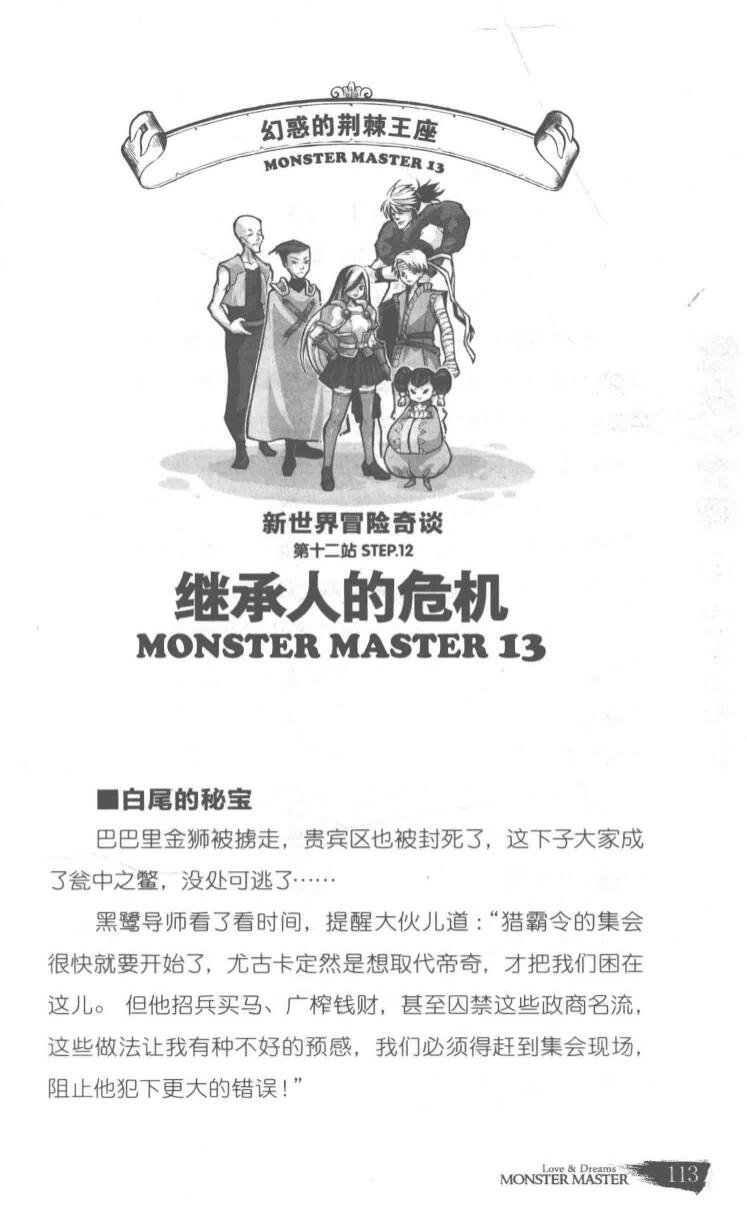 幻惑的荆棘王座
MONSTER MASTER 13
新世界冒险奇谈
第十二站 STEP.12
继承人的危机
MONSTER MASTER 13
■白尾的秘宝
巴巴里金狮被掳走，贵宾区也被封死了，这下子大家成
了瓮中之鳖，没处可逃了……
黑鹭导师看了看时间，提醒大伙儿道：“猎霸令的集会
很快就要开始了，尤古卡定然是想取代帝奇，才把我们困在
这儿。但他招兵买马、广榨钱财，甚至囚禁这些政商名流，
这些做法让我有种不好的预感，我们必须得赶到集会现场，
阻止他犯下更大的错误！”
Love & Dreams
MONSTER MASTER
113